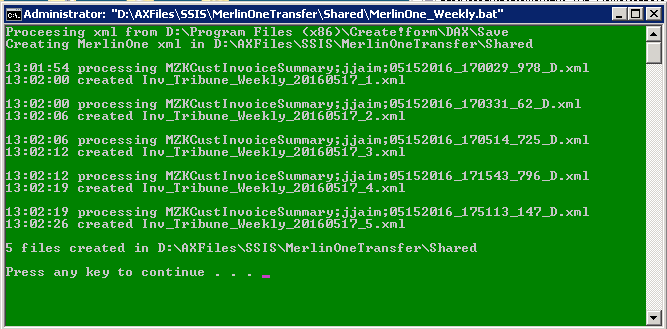 Administrator: "D:\AXFiles\SSIS\MerlinOneTransfer\Shared\MerlinOne_Weekly.bat"
Proceesing xml from D:\Program Files (x86)\Create!form\DAX\Save
Creating MerlinOne xml in D:\AXFiles\SSIS\MerlinOneTransfer\Shared
13:01:54 processing MZKCustInvoiceSummary;jjaim;05152016_170029_978_D.xml
13:02:00 created Inv_Tribune_Weekly_20160517_1.xml
13:02:00 processing MZKCustInvoiceSummary;jjaim;05152016_170331_62_D.xml
13:02:06 created Inv_Tribune_Weekly_20160517_2.xml
13:02:06 processing MZKCustInvoiceSummary;jjaim;05152016_170514_725_D.xml
13:02:12 created Inv_Tribune_Weekly_20160517_3.xml
13:02:12 processing MZKCustInvoiceSummary;jjaim;05152016_171543_796_D.xml
13:02:19 created Inv_Tribune_Weekly_20160517_4.xml
13:02:19 processing MZKCustInvoiceSummary;jjaim;05152016_175113_147_D.xml
13:02:26 created Inv_Tribune_Weekly_20160517_5.xml
5 files created in D:\AXFiles\SSIS\MerlinOneTransfer\Shared
Press any key to continue . . . _